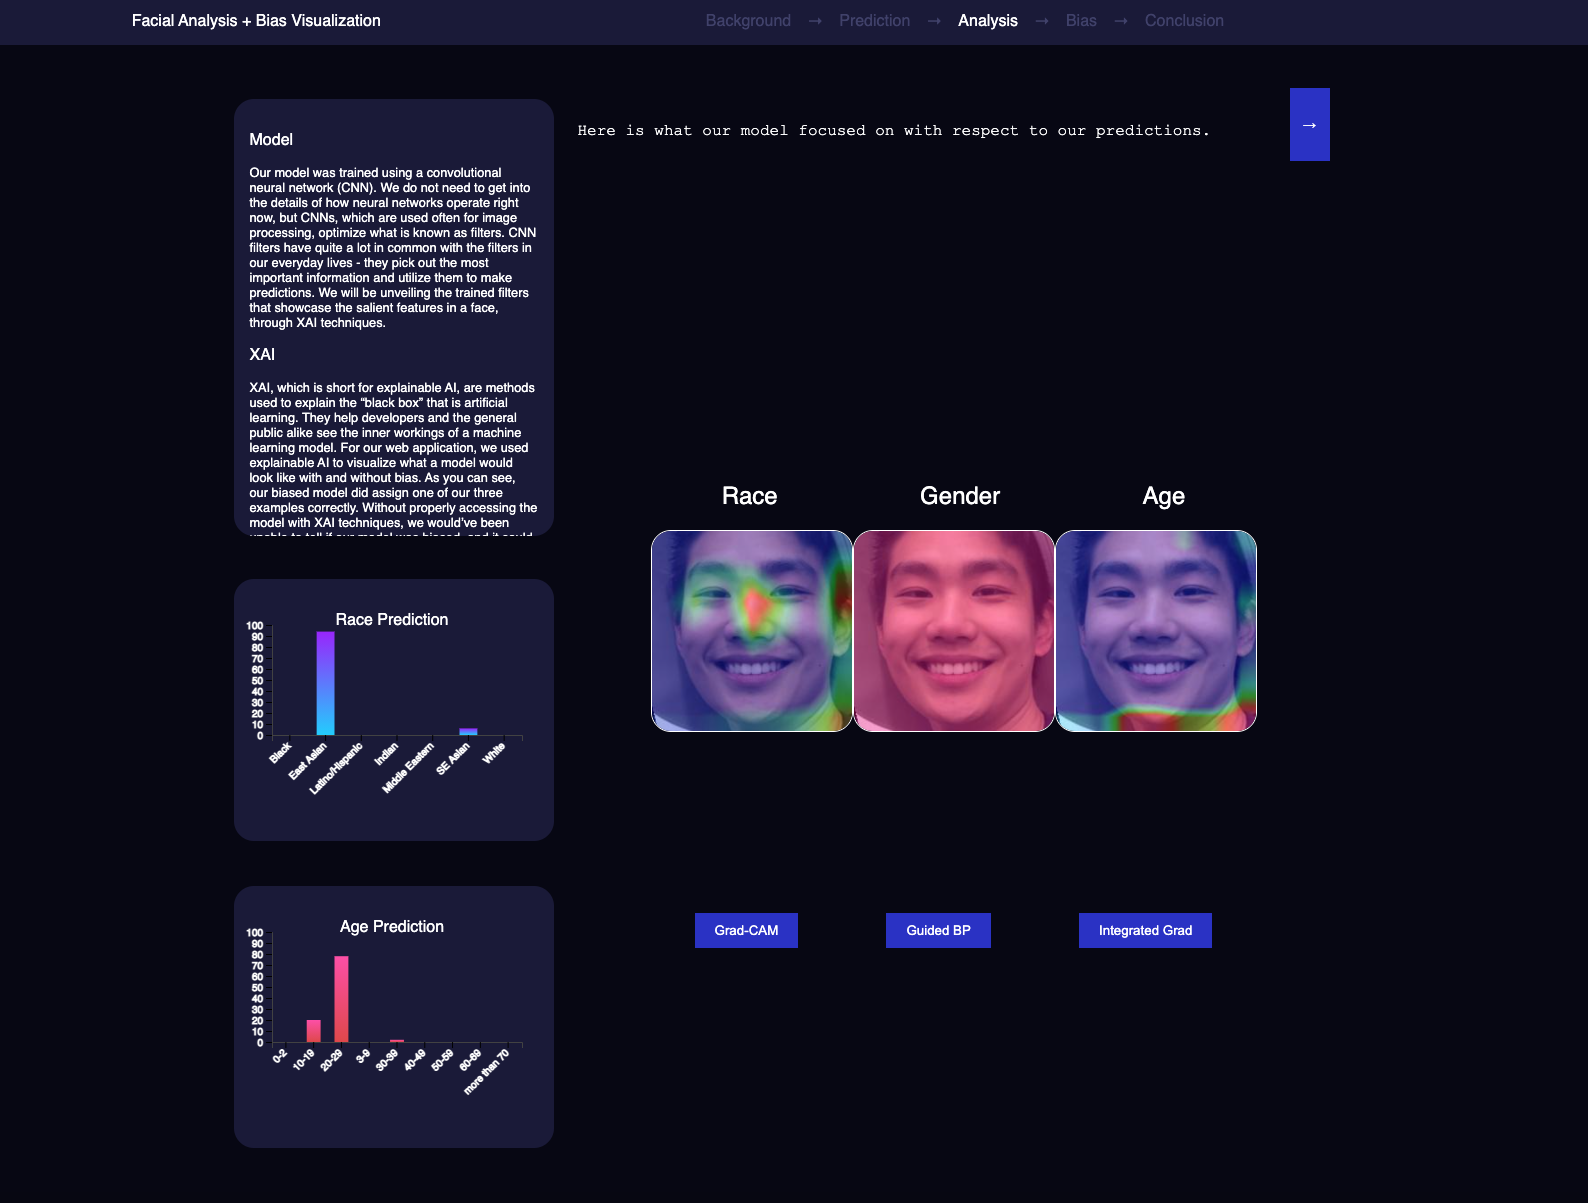 Facial Analysis + Bias Visualization
Background → Prediction → Analysis → Bias → Conclusion
Model
Our model was trained using a convolutional
neural network (CNN). We do not need to get into
the details of how neural networks operate right
now, but CNNs, which are used often for image
processing, optimize what is known as filters. CNN
filters have quite a lot in common with the filters in
our everyday lives - they pick out the most
important information and utilize them to make
predictions. We will be unveiling the trained filters
that showcase the salient features in a face,
through XAI techniques.
XAI
XAI, which is short for explainable AI, are methods
used to explain the “black box” that is artificial
learning. They help developers and the general
public alike see the inner workings of a machine
learning model. For our web application, we used
explainable AI to visualize what a model would
look like with and without bias. As you can see,
our biased model did assign one of our three
examples correctly. Without properly accessing the
model with XAI techniques, we would’ve been
unable to tell if our model was biased, and it could
Race Prediction
100
90
80
70
60
50
40
30
20
10
0
Black
East Asian
Latino/Hispanic
Indian
Middle Eastern
SE Asian
White
Age Prediction
100
90
80
70
60
50
40
30
20
10
0
0-2
10-19
20-29
3-9
30-39
40-49
50-59
60-69
more than 70
Here is what our model focused on with respect to our predictions.
→
Race Gender Age
Grad-CAM Guided BP Integrated Grad